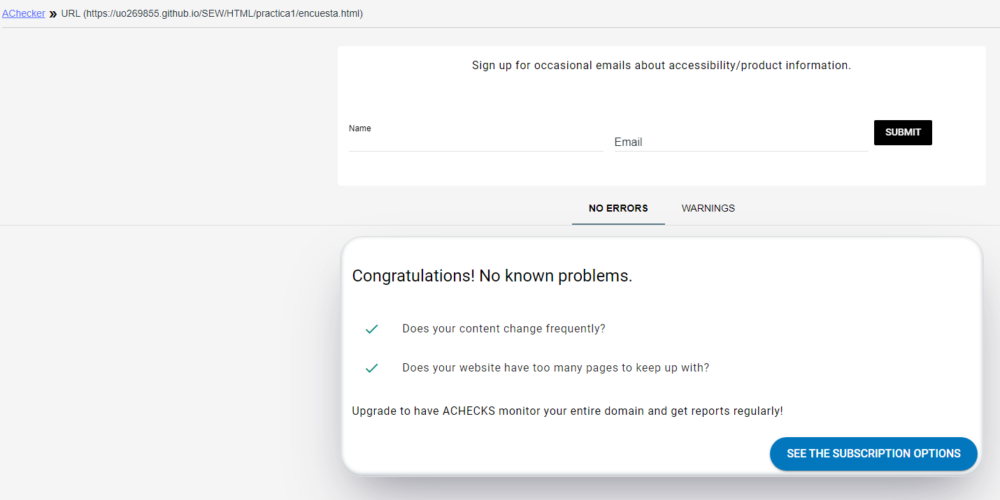 AChecker » URL (https://uo269855.github.io/SEW/HTML/practica1/encuesta.html)
Sign up for occasional emails about accessibility/product information.
Name
Email
SUBMIT
NO ERRORS WARNINGS
Congratulations! No known problems.
Does your content change frequently?
Does your website have too many pages to keep up with?
Upgrade to have ACHECKS monitor your entire domain and get reports regularly!
SEE THE SUBSCRIPTION OPTIONS